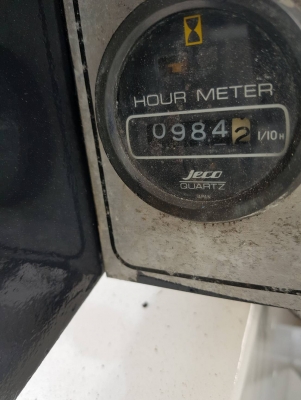 HOUR METER
09842 1/10H
Jeco
QUARTZ